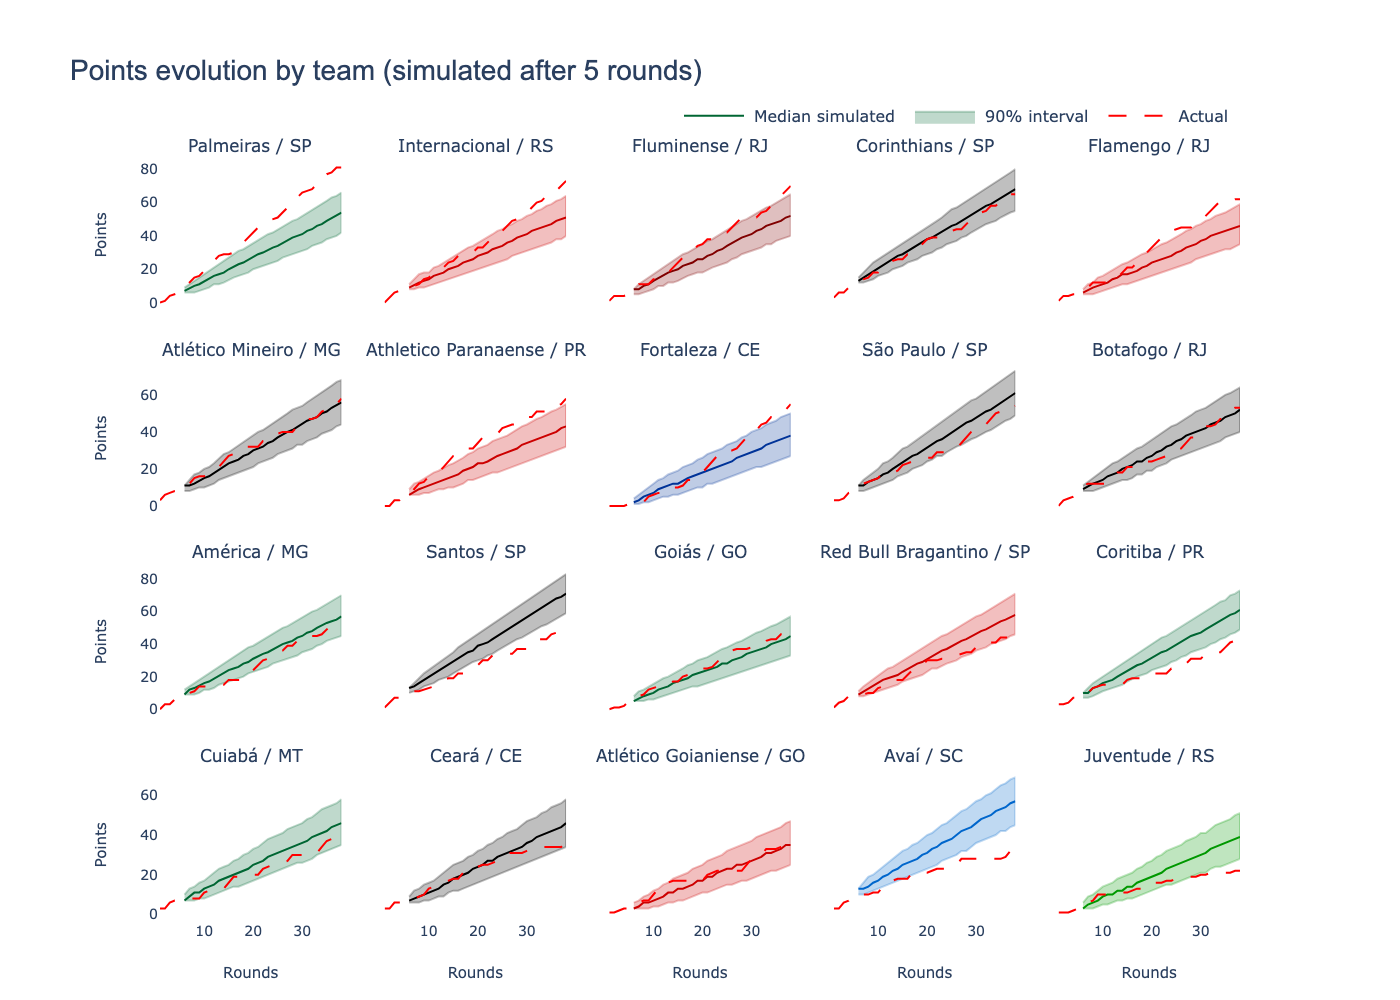 Points evolution by team (simulated after 5 rounds)
Median simulated 90% interval Actual
Palmeiras / SP Internacional / RS Fluminense / RJ Corinthians / SP Flamengo / RJ
80
60
40
20
0
Points
Atlético Mineiro / MG Athletico Paranaense / PR Fortaleza / CE São Paulo / SP Botafogo / RJ
60
40
20
0
Points
América / MG Santos / SP Goiás / GO Red Bull Bragantino / SP Coritiba / PR
80
60
40
20
0
Points
Cuiabá / MT Ceará / CE Atlético Goianiense / GO Avaí / SC Juventude / RS
60
40
20
0
Points
10 20 30 10 20 30 10 20 30 10 20 30 10 20 30
Rounds Rounds Rounds Rounds Rounds